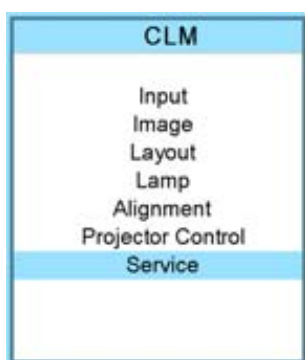 CLM
Input
Image
Layout
Lamp
Alignment
Projector Control
Service